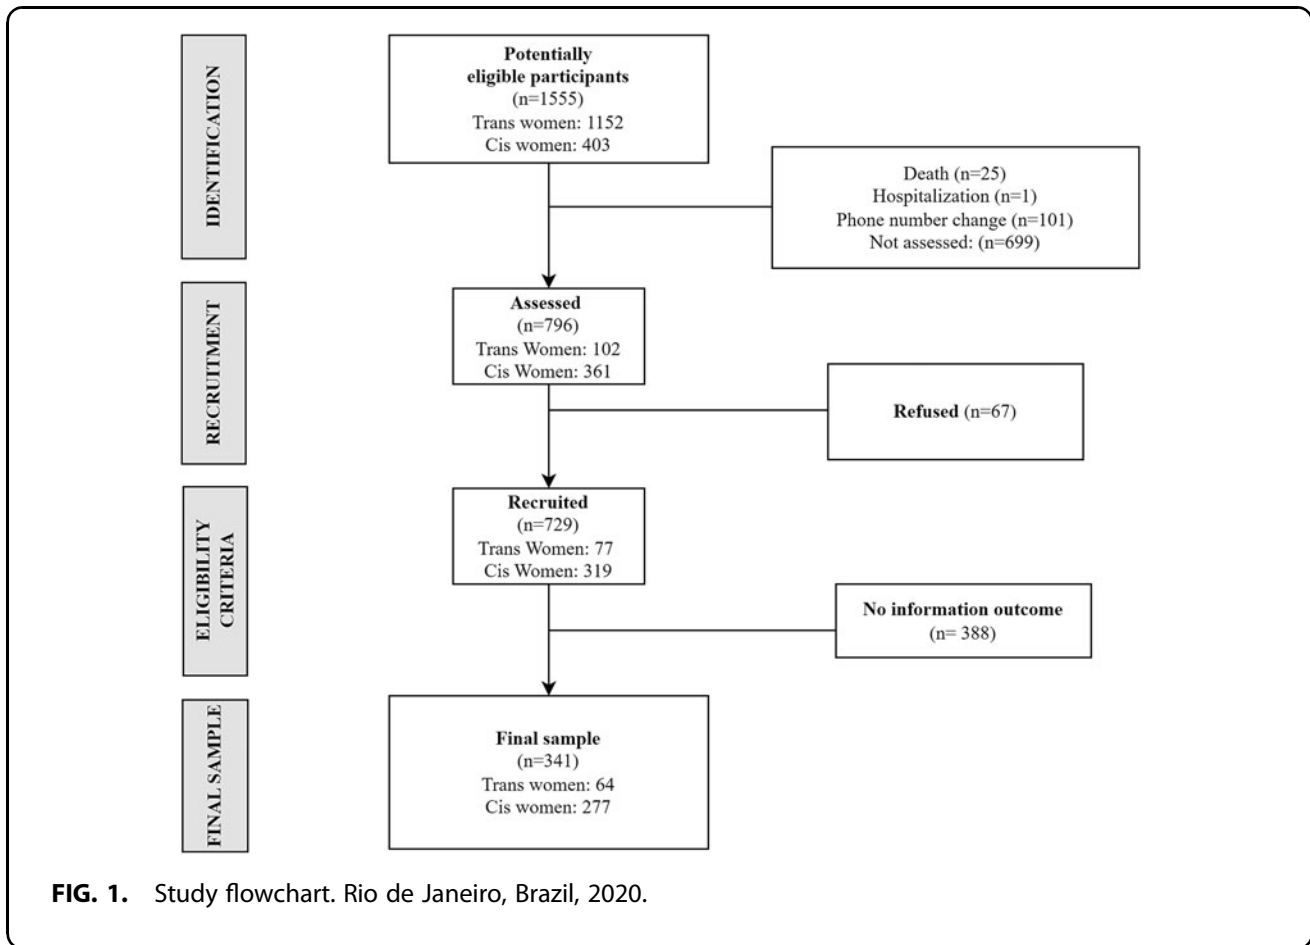 IDENTIFICATION
Potentially
eligible participants
(n=1555)
Trans women: 1152
Cis women: 403
Death (n=25)
Hospitalization (n=1)
Phone number change (n=101)
Not assessed: (n=699)
RECRUITMENT
Assessed
(n=796)
Trans Women: 102
Cis Women: 361
Refused (n=67)
ELIGIBILITY
CRITERIA
Recruited
(n=729)
Trans Women: 77
Cis Women: 319
No information outcome
(n= 388)
FINAL SAMPLE
Final sample
(n=341)
Trans women: 64
Cis women: 277
FIG. 1. Study flowchart. Rio de Janeiro, Brazil, 2020.